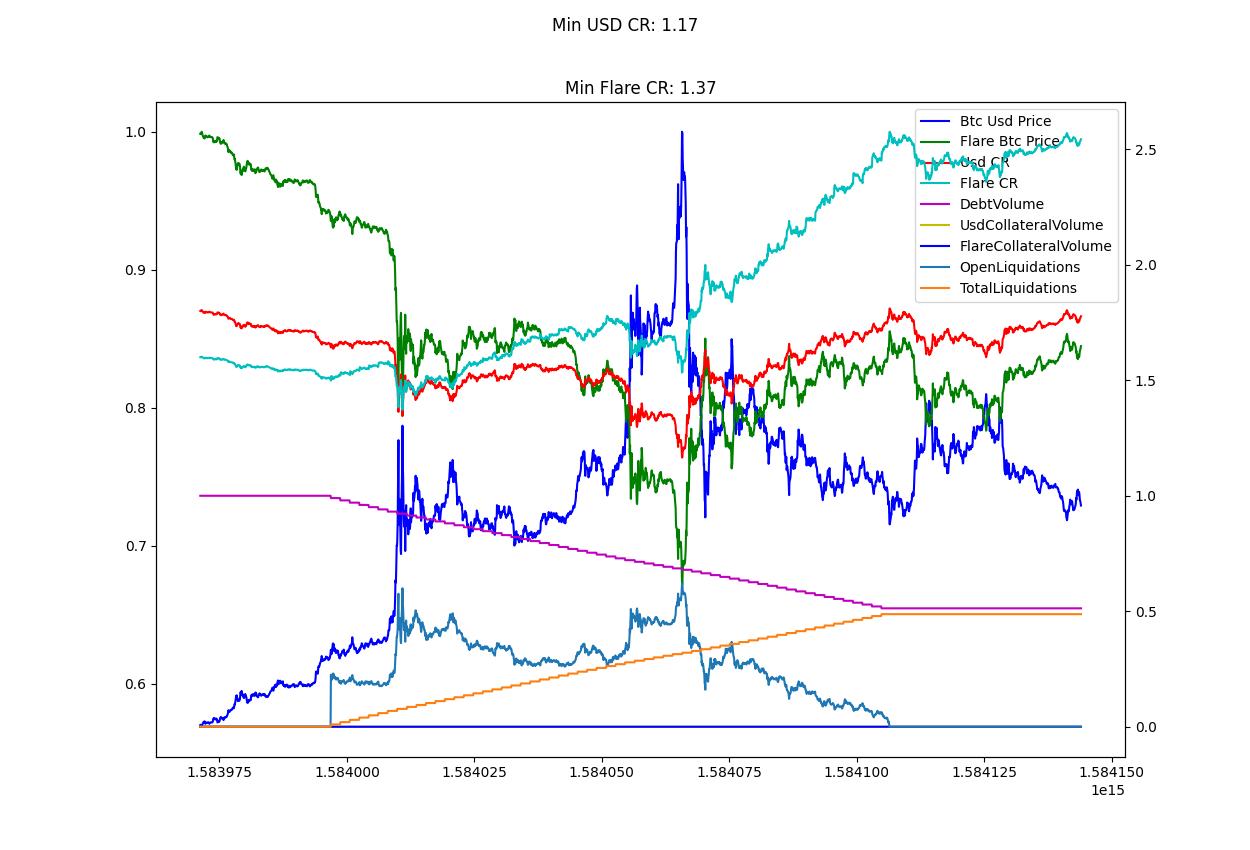 Min USD CR: 1.17
Min Flare CR: 1.37
Btc Usd Price
Flare Btc Price
Usd CR
Flare CR
DebtVolume
UsdCollateralVolume
FlareCollateralVolume
OpenLiquidations
TotalLiquidations
1.0
0.9
0.8
0.7
0.6
2.5
2.0
1.5
1.0
0.5
0.0
1.583975
1.584000
1.584025
1.584050
1.584075
1.584100
1.584125
1.584150
1e15